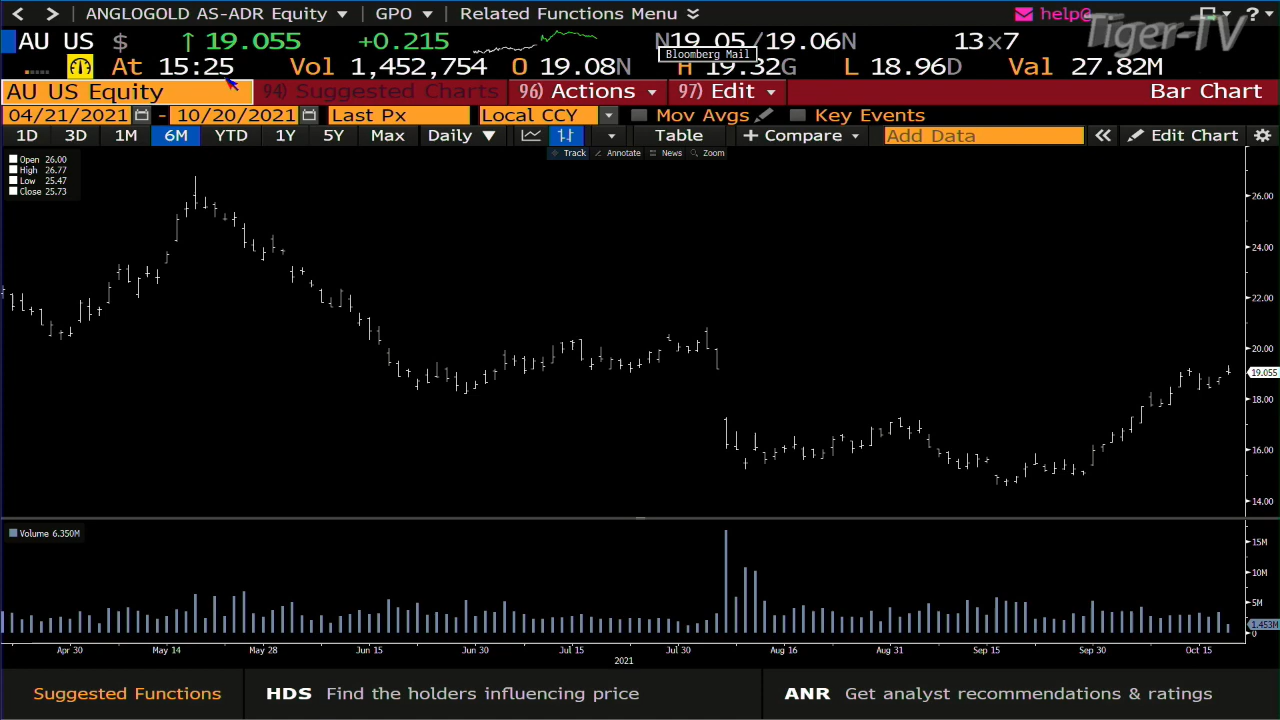 ANGLOGOLD AS-ADR Equity GPO Related Functions Menu help ?
Tiger-TV
AU US $ ↑ 19.055 +0.215 N19.05/19.06N 13x7
Bloomberg Mail
At 15:25 Vol 1,452,754 O 19.08N H 19.32G L 18.96D Val 27.82M
AU US Equity 94) Suggested Charts 96) Actions 97) Edit Bar Chart
04/21/2021 - 10/20/2021 Last Px Local CCY Mov Avgs Key Events
1D 3D 1M 6M YTD 1Y 5Y Max Daily ▼ Table + Compare Add Data « Edit Chart
Track Annotate News Zoom
Open 26.00
High 26.77
Low 25.47
Close 25.73
26.00
24.00
22.00
20.00
19.055
18.00
16.00
14.00
Volume 6.350M
15M
10M
5M
1.453M
0
Apr 30 May 14 May 28 Jun 15 Jun 30 Jul 15 Jul 30 Aug 16 Aug 31 Sep 15 Sep 30 Oct 15
2021
Suggested Functions HDS Find the holders influencing price ANR Get analyst recommendations & ratings